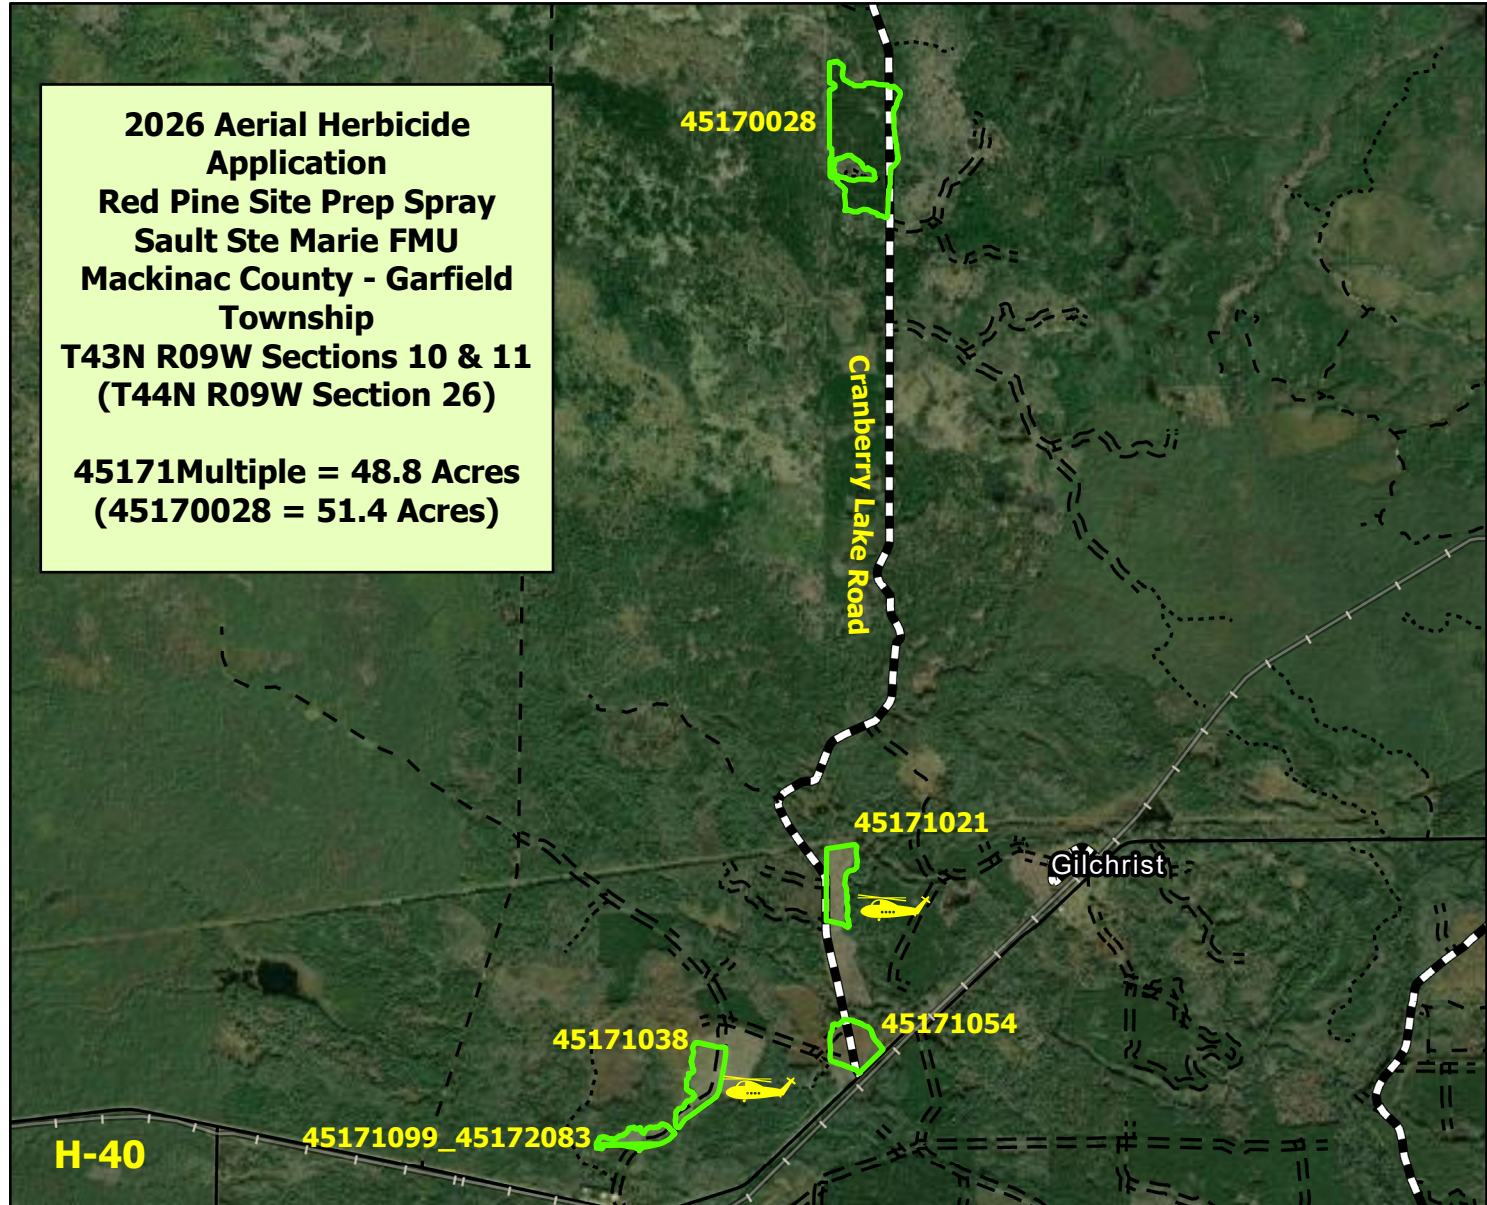 2026 Aerial Herbicide
Application
Red Pine Site Prep Spray
Sault Ste Marie FMU
Mackinac County - Garfield
Township
T43N R09W Sections 10 & 11
(T44N R09W Section 26)
45171Multiple = 48.8 Acres
(45170028 = 51.4 Acres)
45170028
Cranberry Lake Road
45171021
Gilchrist
45171054
45171038
45171099_45172083
H-40